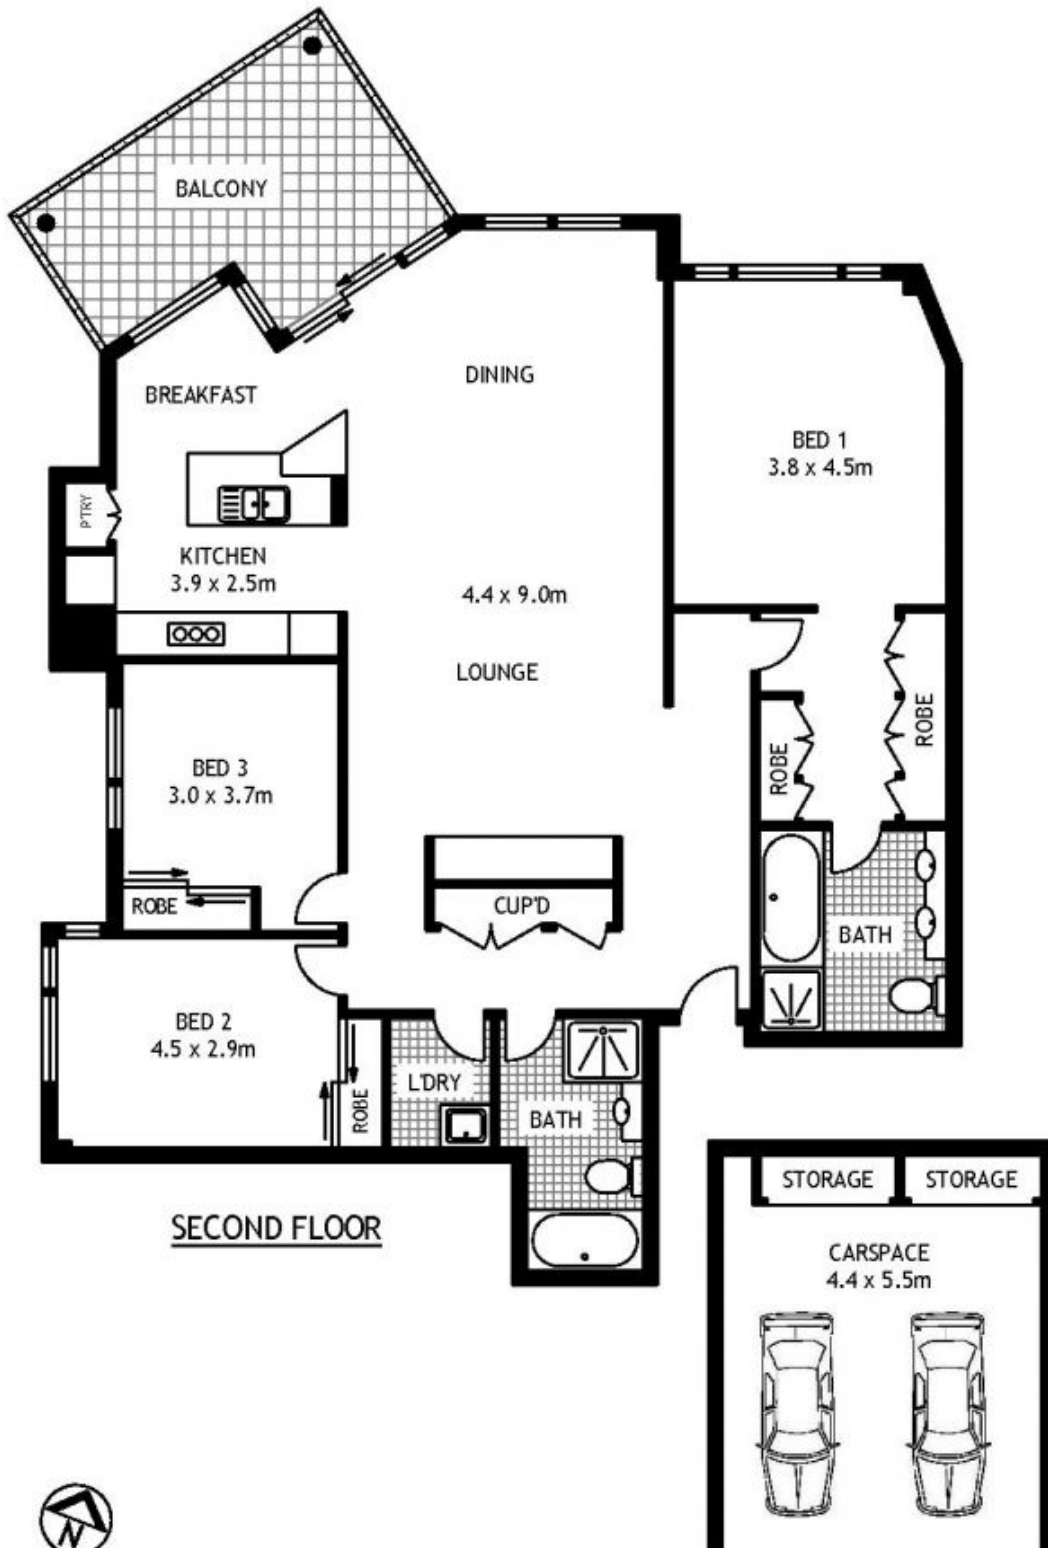 BALCONY
DINING
BREAKFAST
BED 1
3.8 x 4.5m
P'TRY
KITCHEN
3.9 x 2.5m
4.4 x 9.0m
LOUNGE
BED 3
3.0 x 3.7m
ROBE
ROBE
ROBE
CUP'D
BATH
BED 2
4.5 x 2.9m
ROBE
L'DRY
BATH
SECOND FLOOR
STORAGE
STORAGE
CARSPACE
4.4 x 5.5m
N